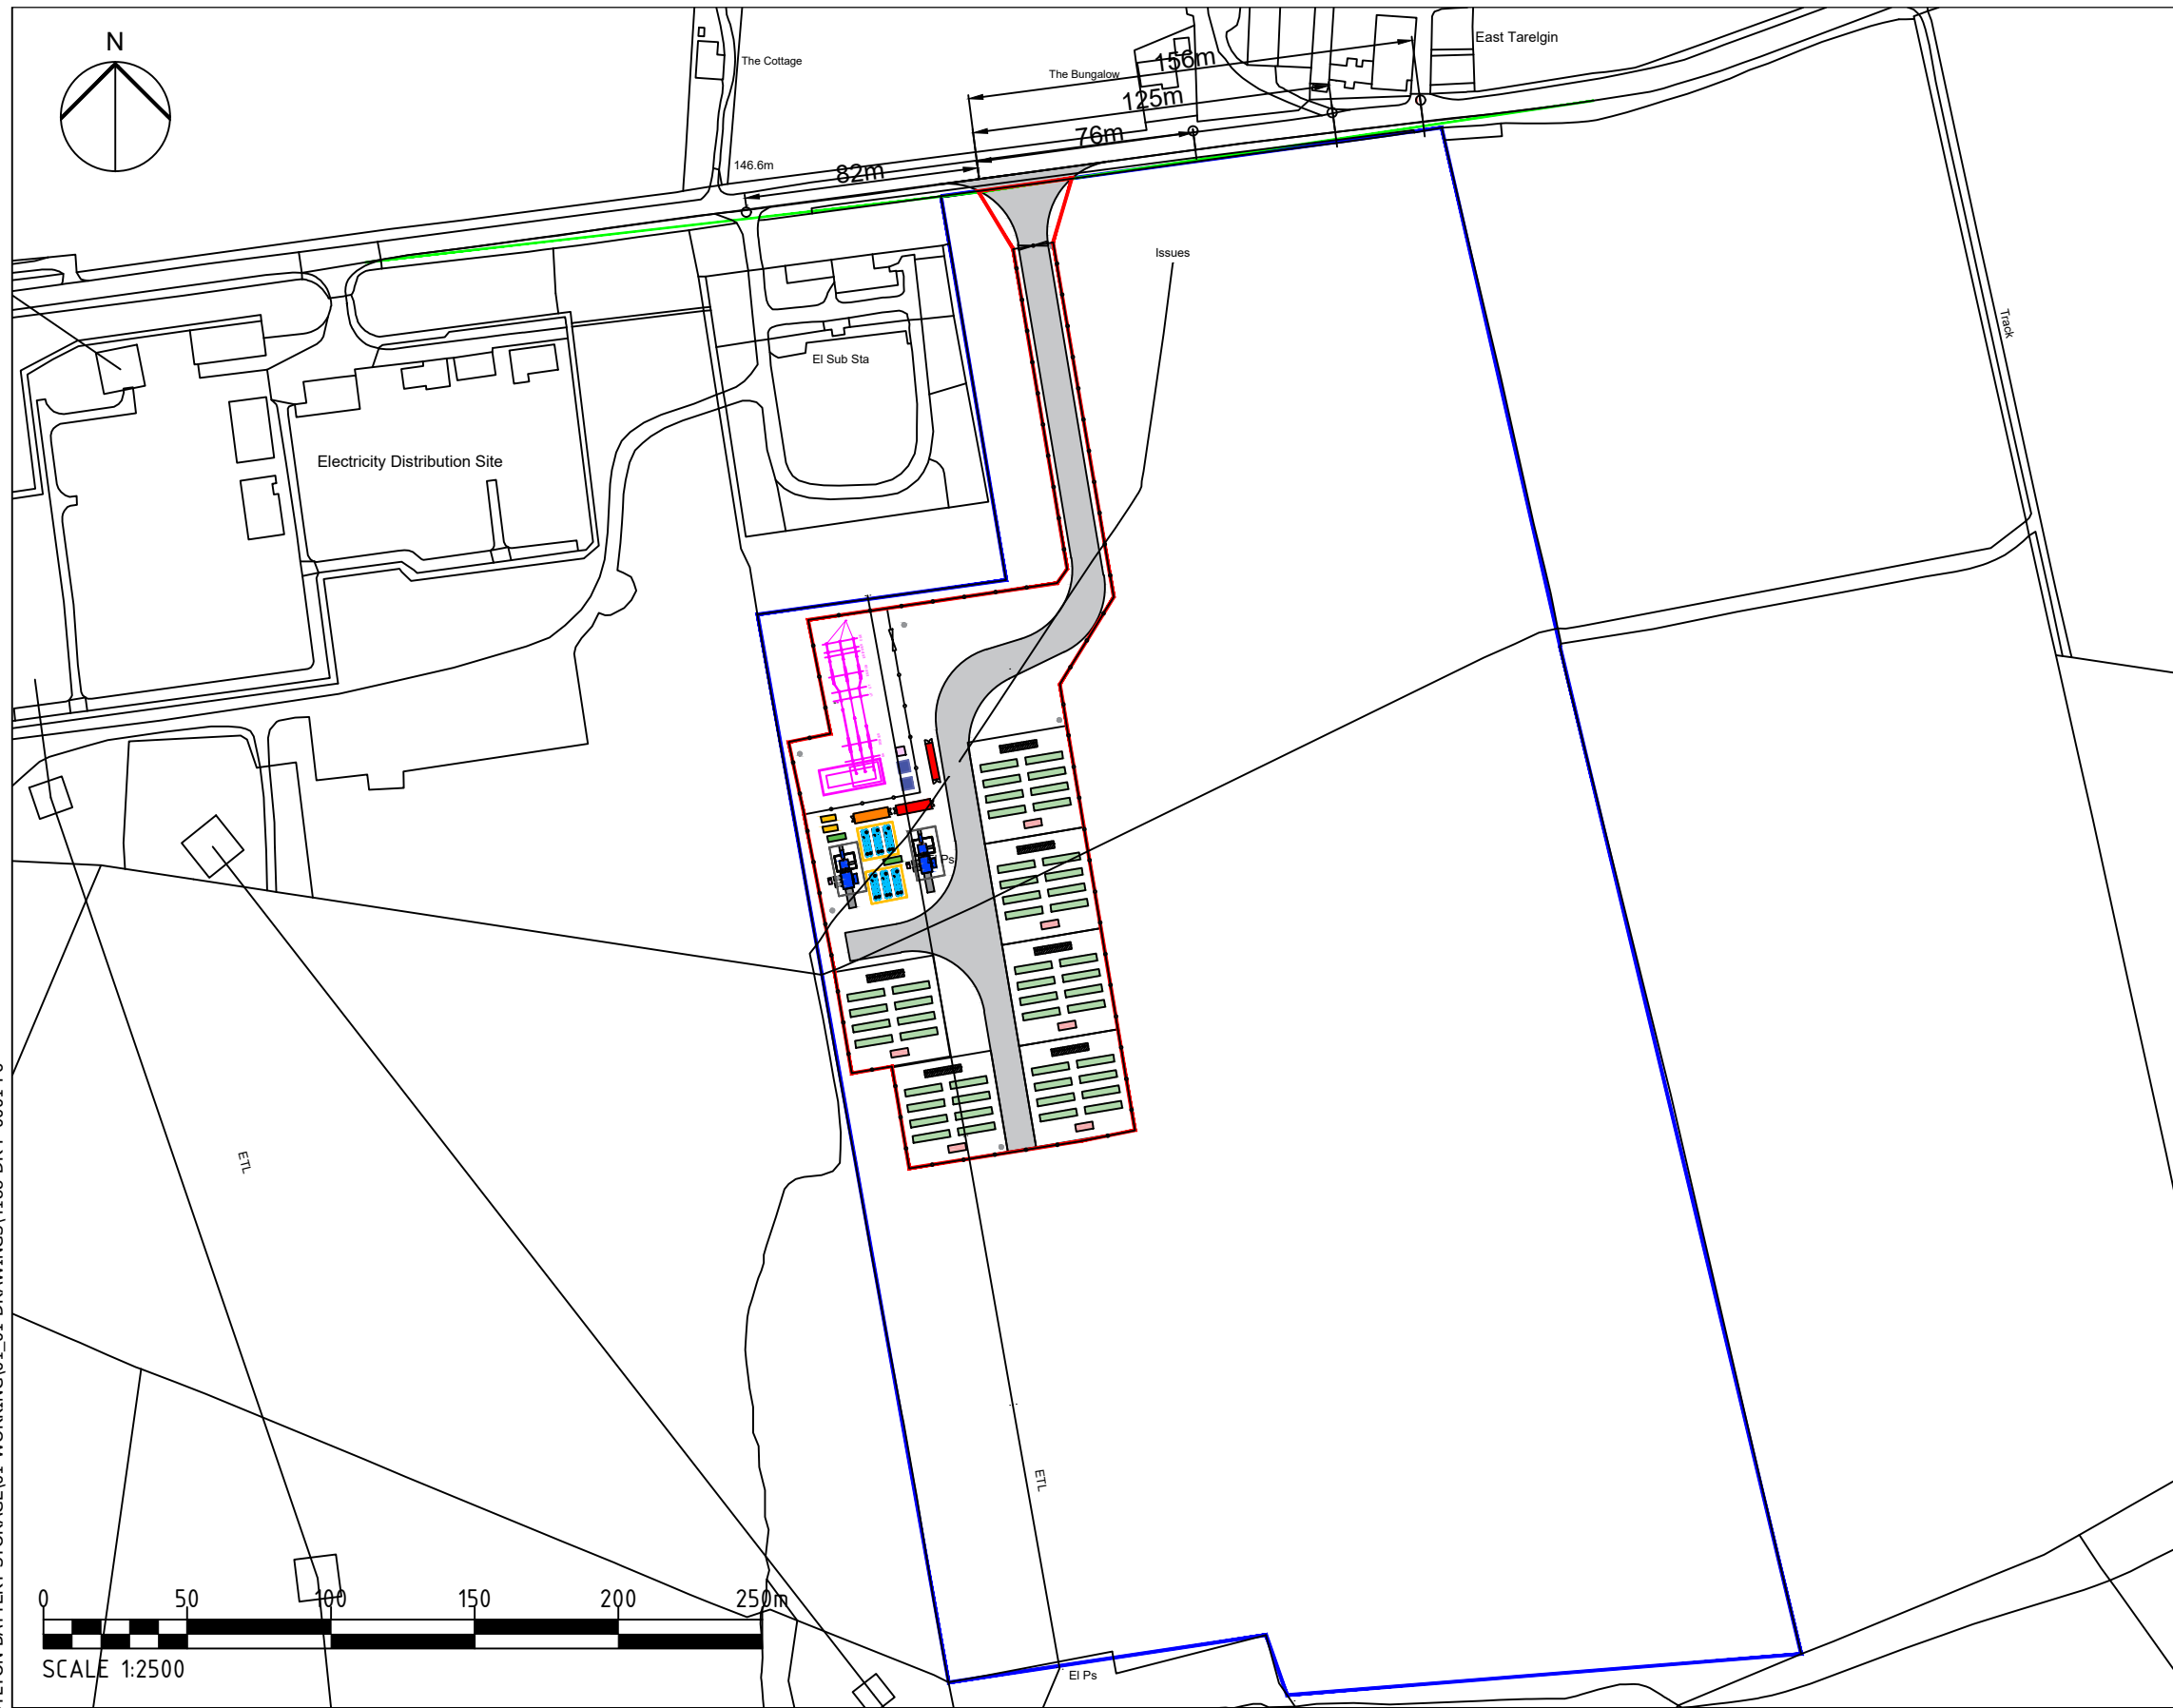 N
The Cottage
The Bungalow
East Tarelgin
156m
125m
76m
82m
146.6m
Issues
Track
El Sub Sta
Electricity Distribution Site
Ps
ETL
ETL
El Ps
0 50 100 150 200 250m
SCALE 1:2500